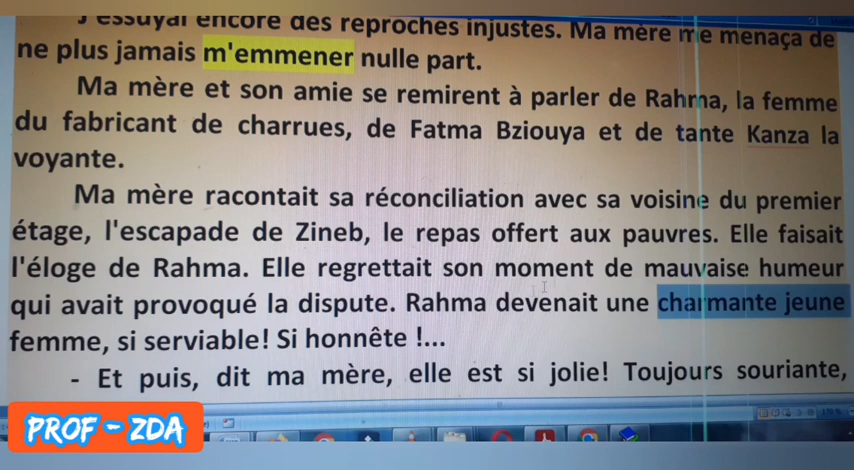 J'essuyai encore des reproches injustes. Ma mère me menaça de
ne plus jamais m'emmener nulle part.
Ma mère et son amie se remirent à parler de Rahma, la femme
du fabricant de charrues, de Fatma Bziouya et de tante Kanza la
voyante.
Ma mère racontait sa réconciliation avec sa voisine du premier
étage, l'escapade de Zineb, le repas offert aux pauvres. Elle faisait
l'éloge de Rahma. Elle regrettait son moment de mauvaise humeur
qui avait provoqué la dispute. Rahma devenait une charmante jeune
femme, si serviable! Si honnête !...
- Et puis, dit ma mère, elle est si jolie! Toujours souriante,
PROF - ZDA